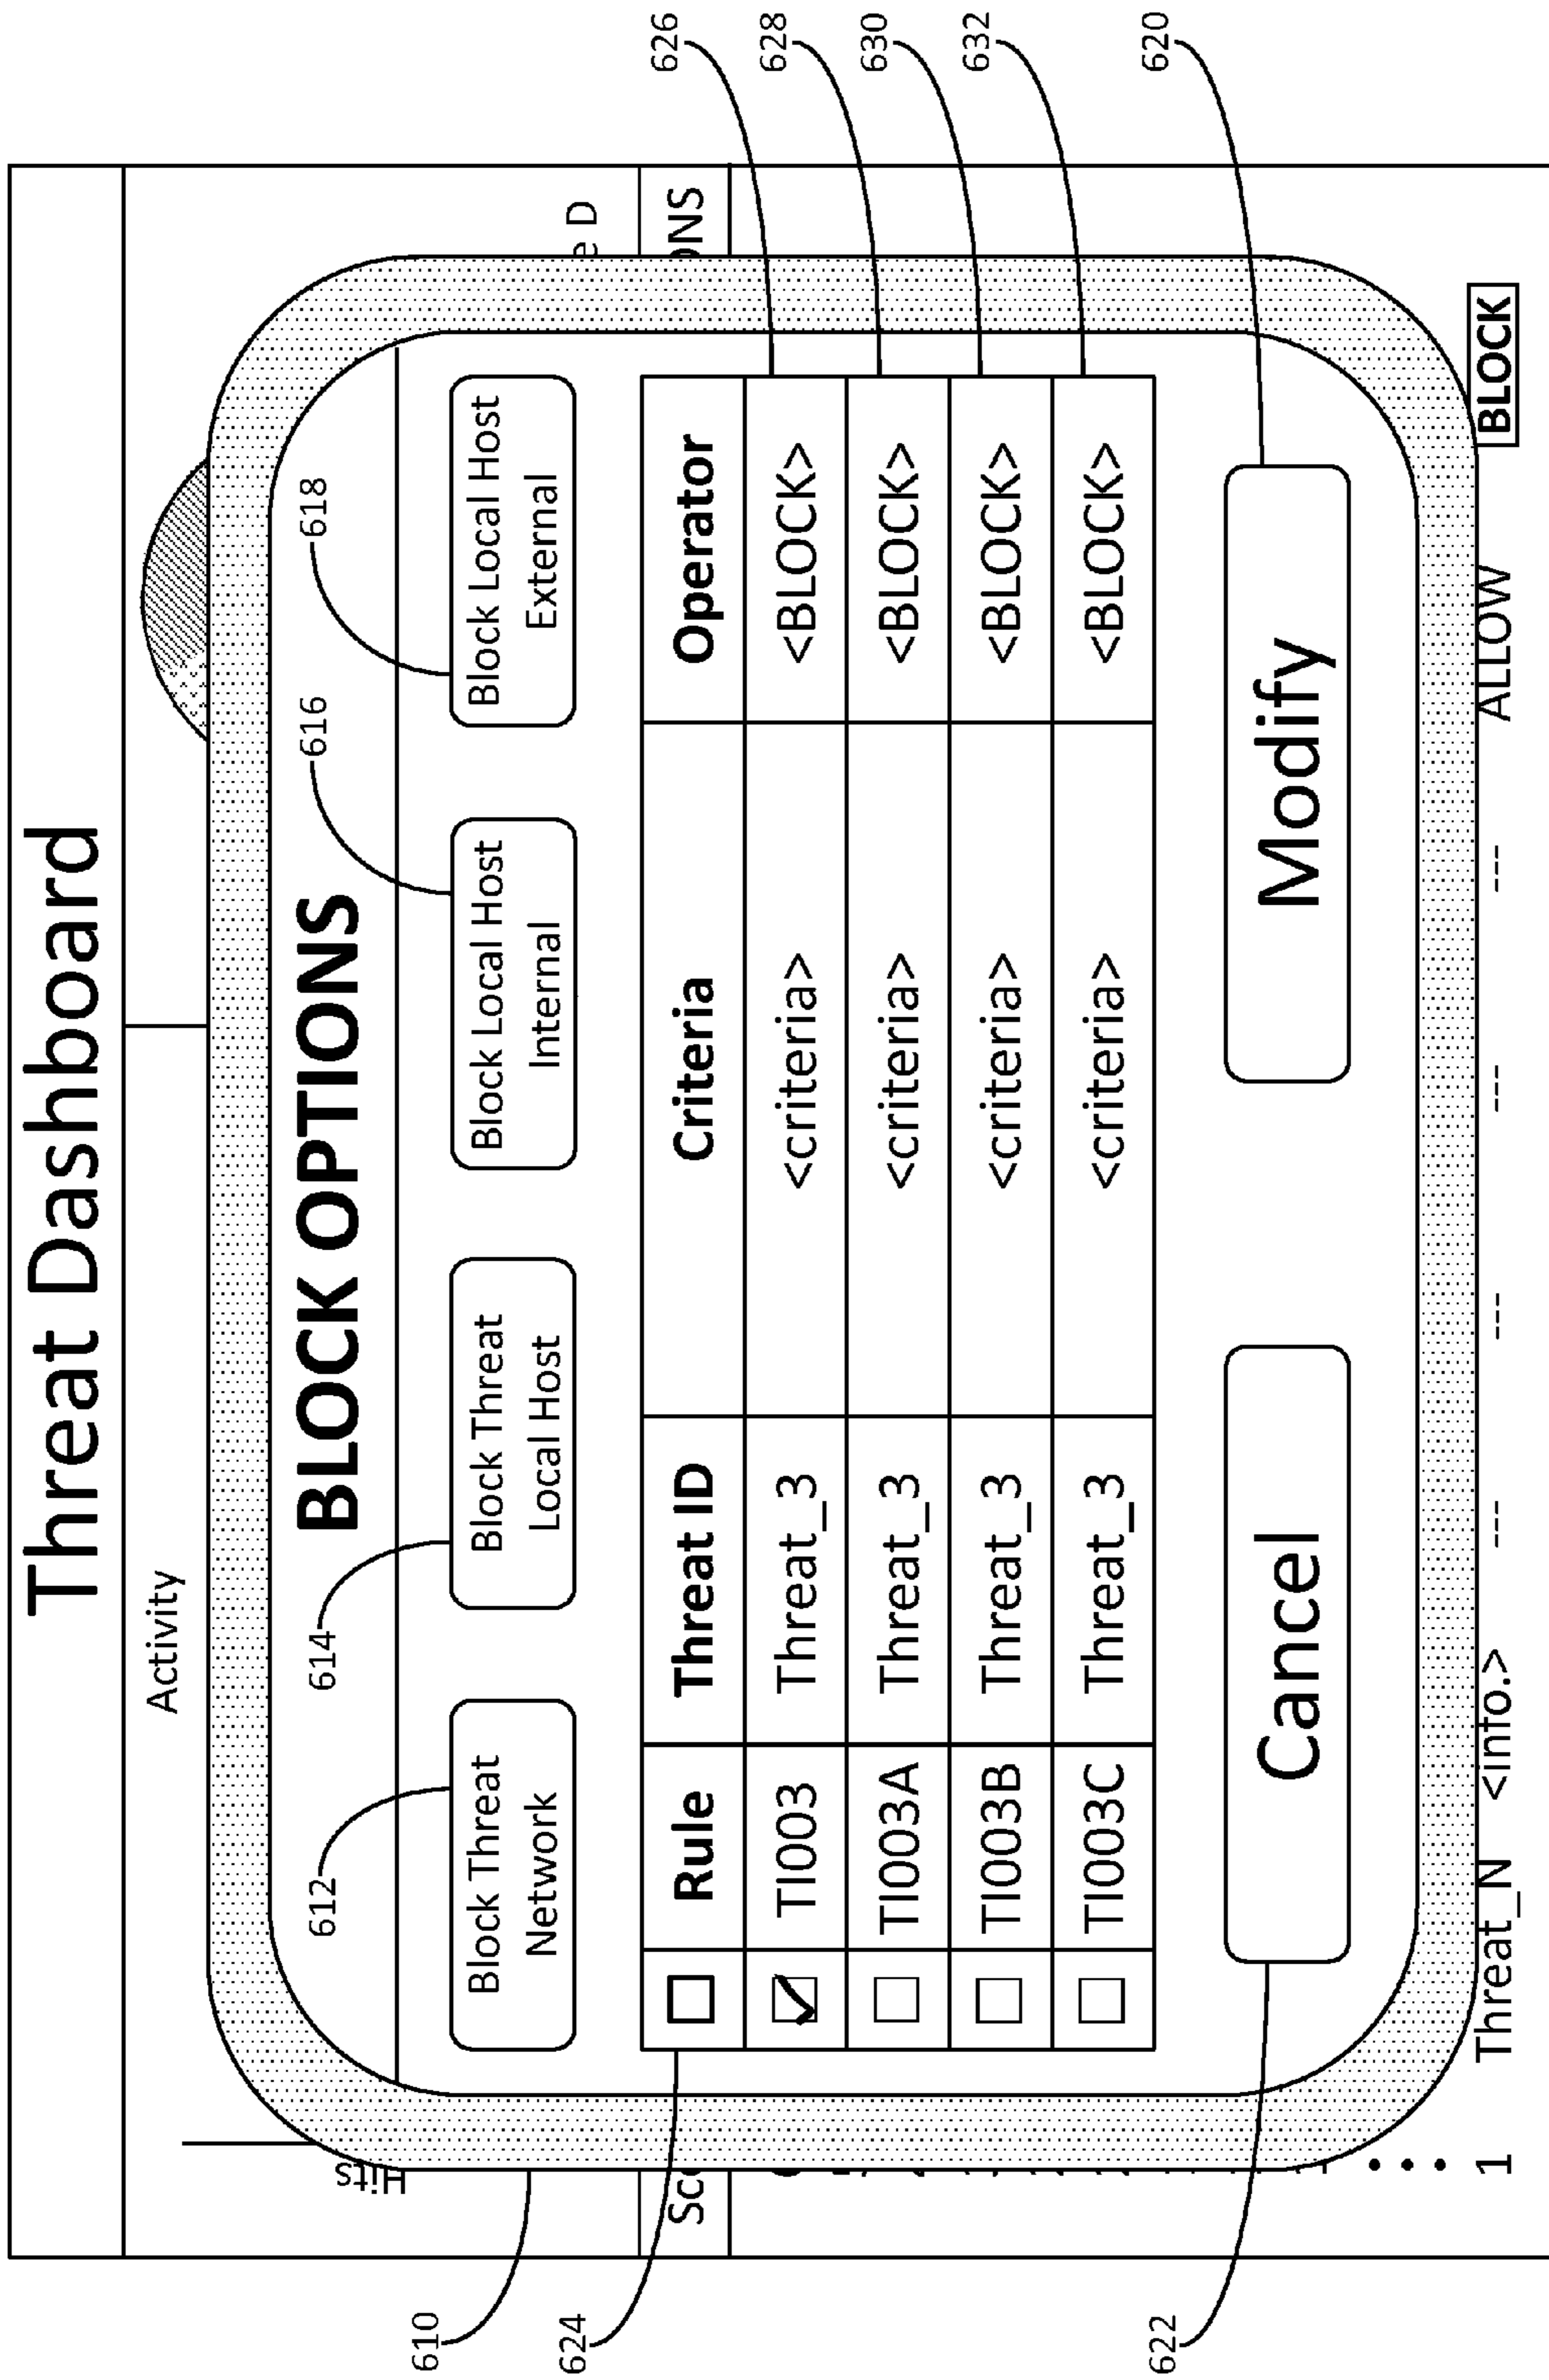 Threat Dashboard
Activity
Hits
e D
BLOCK OPTIONS
612
614
616
618
Block Threat
Network
Block Threat
Local Host
Block Local Host
Internal
Block Local Host
External
Sc
ONS
Rule Threat ID Criteria Operator
TI003 Threat_3 <criteria> <BLOCK>
TI003A Threat_3 <criteria> <BLOCK>
TI003B Threat_3 <criteria> <BLOCK>
TI003C Threat_3 <criteria> <BLOCK>
Cancel Modify
1 Threat_N <info.> --- --- --- --- ALLOW BLOCK
610
624
622
626
628
630
632
620